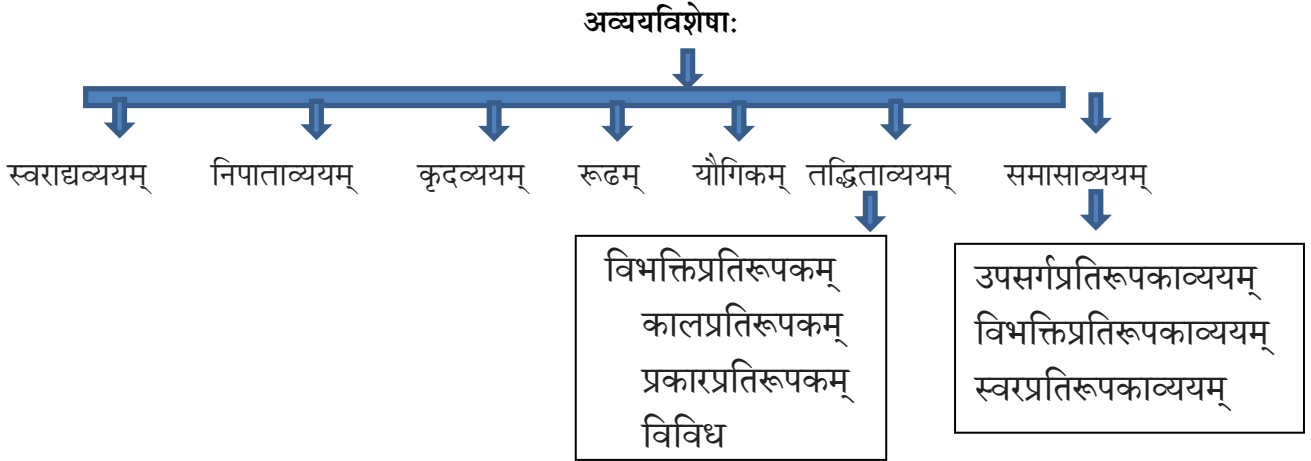 अव्ययविशेषाः
स्वराद्यव्ययम् निपाताव्ययम् कृदव्ययम् रूढम् यौगिकम् तद्धिताव्ययम् समासाव्ययम्
विभक्तिप्रतिरूपकम्
कालप्रतिरूपकम्
प्रकारप्रतिरूपकम्
विविध
उपसर्गप्रतिरूपकाव्ययम्
विभक्तिप्रतिरूपकाव्ययम्
स्वरप्रतिरूपकाव्ययम्